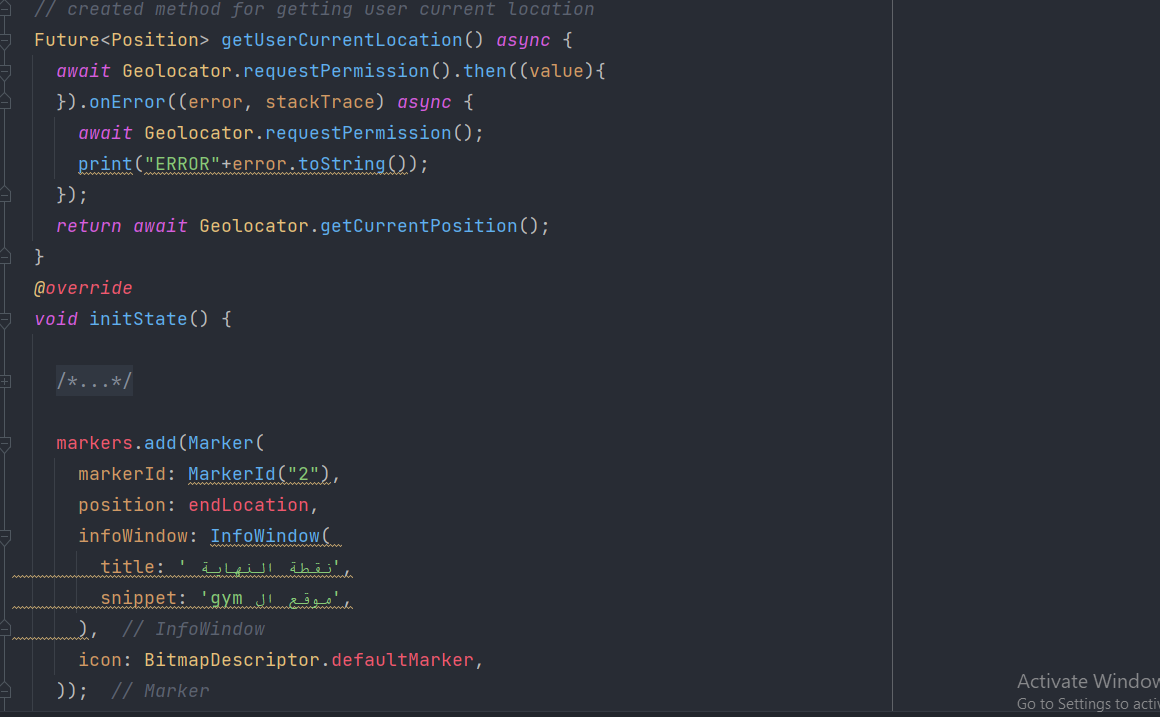 // created method for getting user current location
Future<Position> getUserCurrentLocation() async {
await Geolocator.requestPermission().then((value){
}).onError((error, stackTrace) async {
await Geolocator.requestPermission();
print("ERROR"+error.toString());
});
return await Geolocator.getCurrentPosition();
}
@override
void initState() {
/*...*/
markers.add(Marker(
markerId: MarkerId("2"),
position: endLocation,
infoWindow: InfoWindow(
title: 'نقطة النهاية ',
snippet: 'موقع ال gym',
), // InfoWindow
icon: BitmapDescriptor.defaultMarker,
)); // Marker
Activate Window
Go to Settings to activ